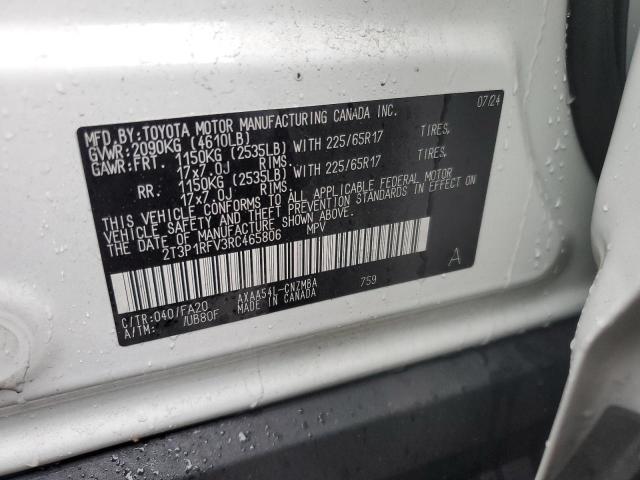 MFD.BY:TOYOTA MOTOR MANUFACTURING CANADA INC. 07/24
GVWR:2090KG (4610LB)
GAWR:FRT. 1150KG (2535LB) WITH 225/65R17 TIRES,
17x7.0J RIMS.
RR. 1150KG (2535LB) WITH 225/65R17 TIRES,
17x7.0J RIMS.
THIS VEHICLE CONFORMS TO ALL APPLICABLE FEDERAL MOTOR
VEHICLE SAFETY AND THEFT PREVENTION STANDARDS IN EFFECT ON
THE DATE OF MANUFACTURE SHOWN ABOVE.
2T3P1RFV3RC465806 MPV
A
C/TR:040/FA20 AXAA54L-CNZMBA 759
A/TM: /UB80F MADE IN CANADA